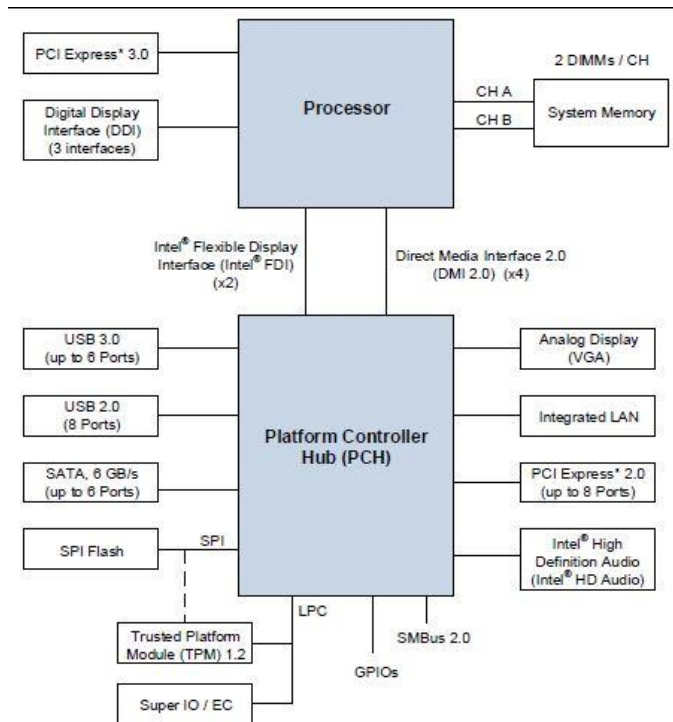 PCI Express* 3.0
Digital Display
Interface (DDI)
(3 interfaces)
Processor
2 DIMMs / CH
CH A
CH B
System Memory
Intel® Flexible Display
Interface (Intel® FDI)
(x2)
Direct Media Interface 2.0
(DMI 2.0) (x4)
USB 3.0
(up to 6 Ports)
USB 2.0
(8 Ports)
SATA, 6 GB/s
(up to 6 Ports)
SPI Flash
SPI
Platform Controller
Hub (PCH)
Analog Display
(VGA)
Integrated LAN
PCI Express* 2.0
(up to 8 Ports)
Intel® High
Definition Audio
(Intel® HD Audio)
LPC
Trusted Platform
Module (TPM) 1.2
Super IO / EC
SMBus 2.0
GPIOs